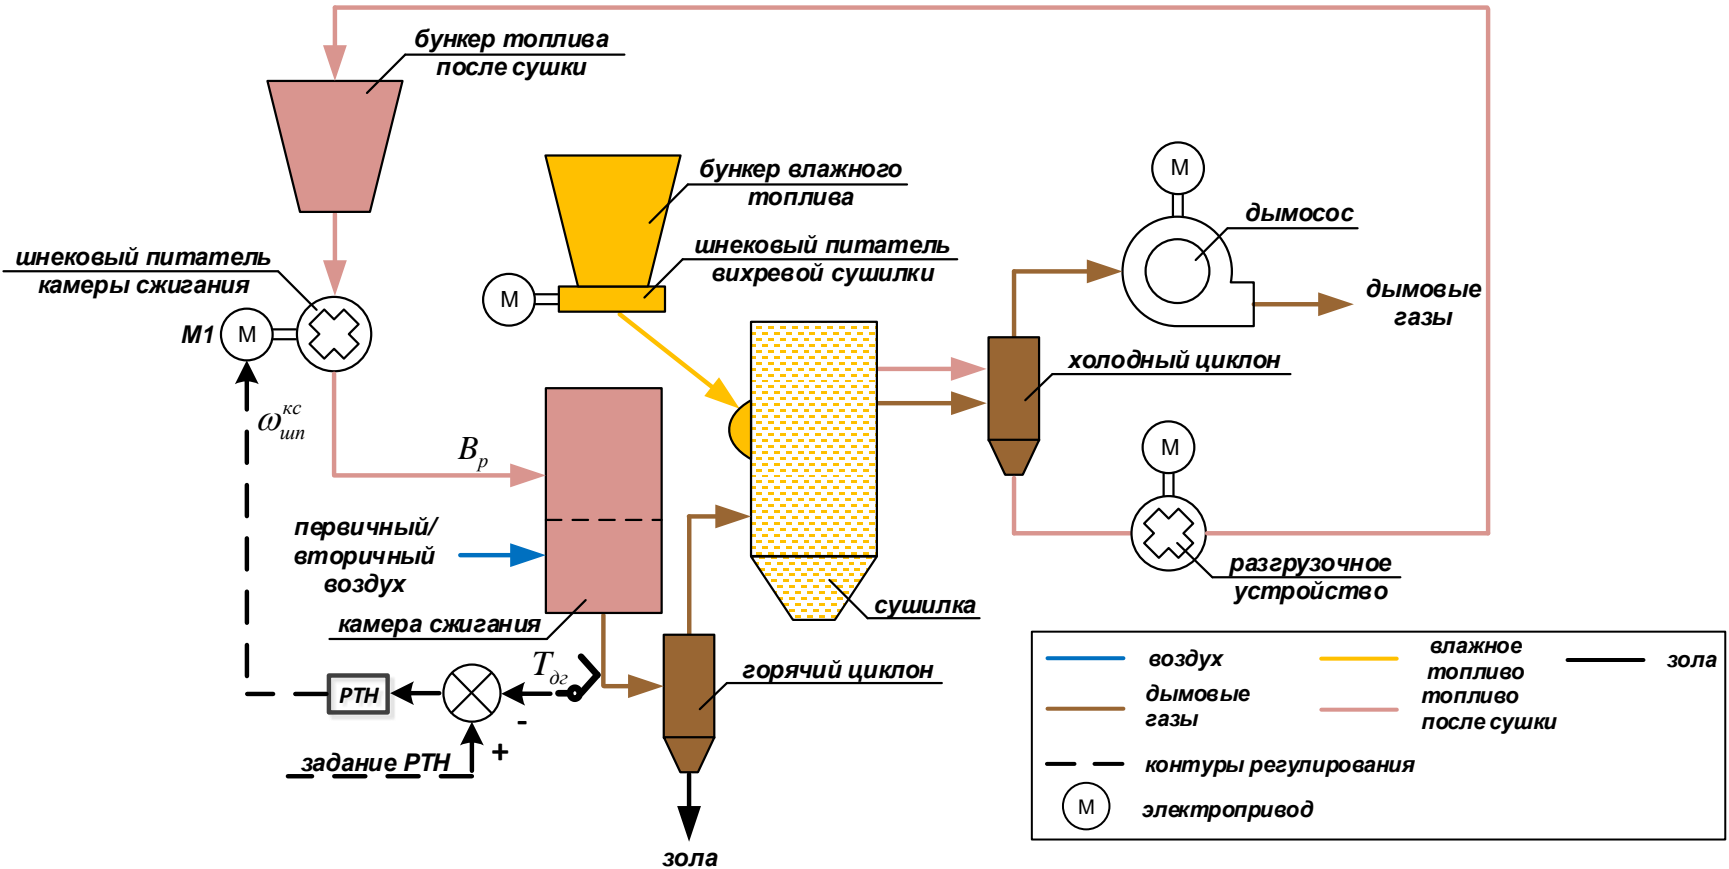 бункер топлива
после сушки
бункер влажного
топлива
M
дымосос
шнековый питатель
камеры сжигания
шнековый питатель
вихревой сушилки
M
дымовые
газы
M1
M
холодный циклон
ω кс шп
B р
M
первичный/
вторичный
воздух
разгрузочное
устройство
сушилка
камера сжигания
T дг
горячий циклон
РТН
-
+
задание РТН
зола
воздух
влажное
топливо
зола
дымовые
газы
топливо
после сушки
контуры регулирования
M
электропривод